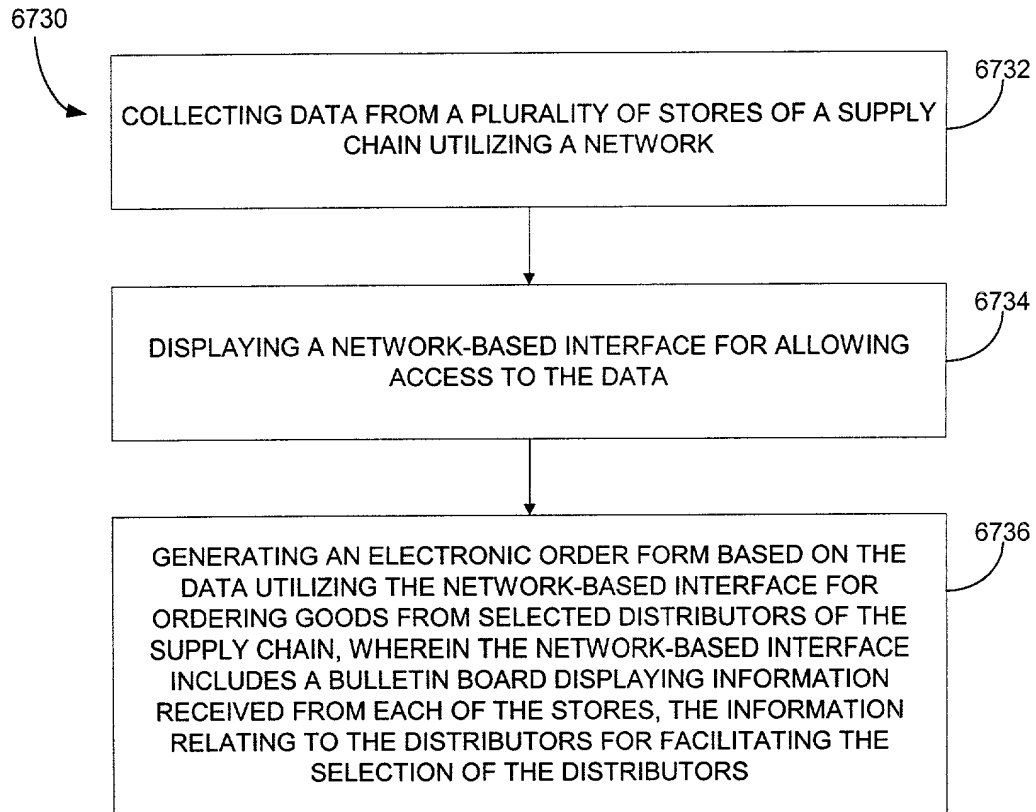 6730
6732
COLLECTING DATA FROM A PLURALITY OF STORES OF A SUPPLY
CHAIN UTILIZING A NETWORK
6734
DISPLAYING A NETWORK-BASED INTERFACE FOR ALLOWING
ACCESS TO THE DATA
6736
GENERATING AN ELECTRONIC ORDER FORM BASED ON THE
DATA UTILIZING THE NETWORK-BASED INTERFACE FOR
ORDERING GOODS FROM SELECTED DISTRIBUTORS OF THE
SUPPLY CHAIN, WHEREIN THE NETWORK-BASED INTERFACE
INCLUDES A BULLETIN BOARD DISPLAYING INFORMATION
RECEIVED FROM EACH OF THE STORES, THE INFORMATION
RELATING TO THE DISTRIBUTORS FOR FACILITATING THE
SELECTION OF THE DISTRIBUTORS